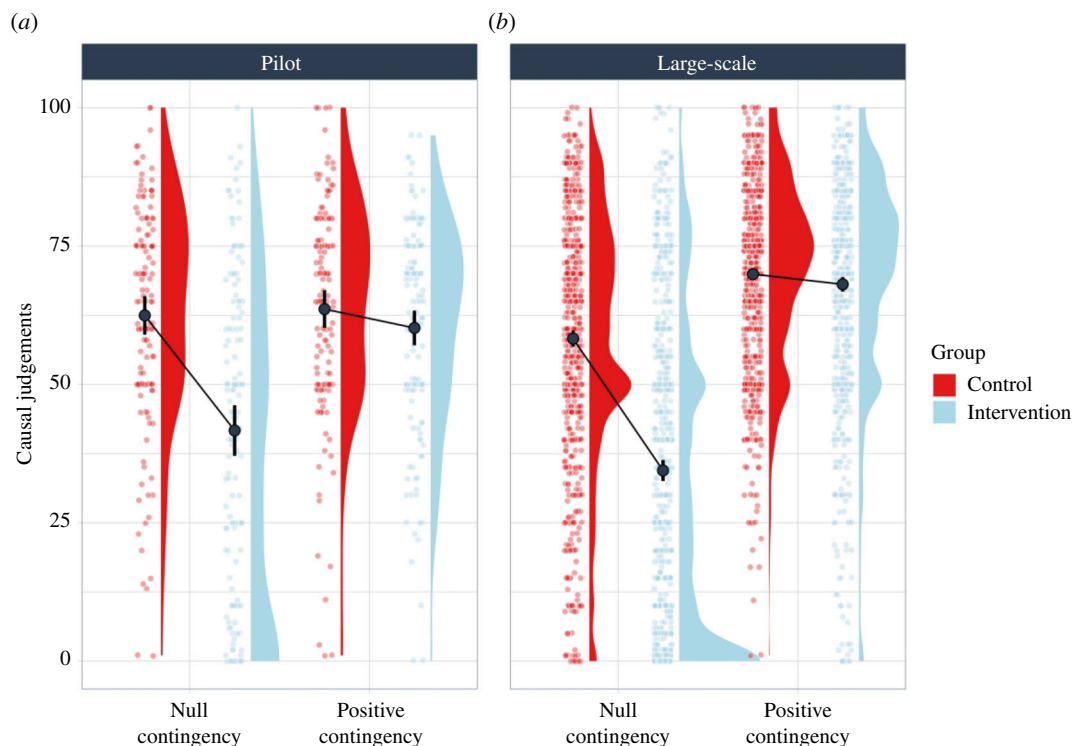 (a)
(b)
Pilot
Large-scale
Causal judgements
100
75
50
25
0
Null
contingency
Positive
contingency
Null
contingency
Positive
contingency
Group
Control
Intervention